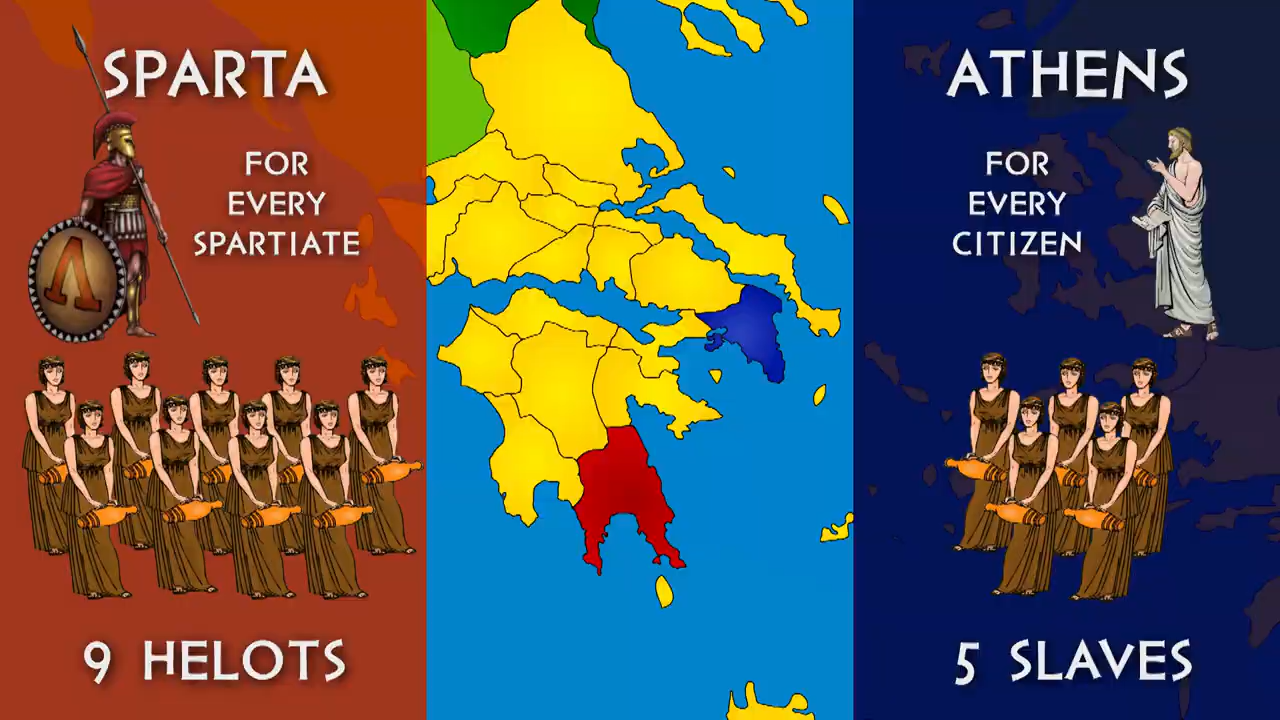 SPARTA
FOR
EVERY
SPARTIATE
9 HELOTS
ATHENS
FOR
EVERY
CITIZEN
5 SLAVES
Λ